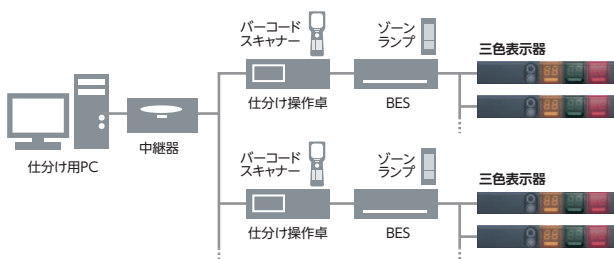 バーコード
スキャナー
ゾーン
ランプ
三色表示器
仕分け操作卓
BES
中継器
仕分け用PC
バーコード
スキャナー
ゾーン
ランプ
三色表示器
仕分け操作卓
BES